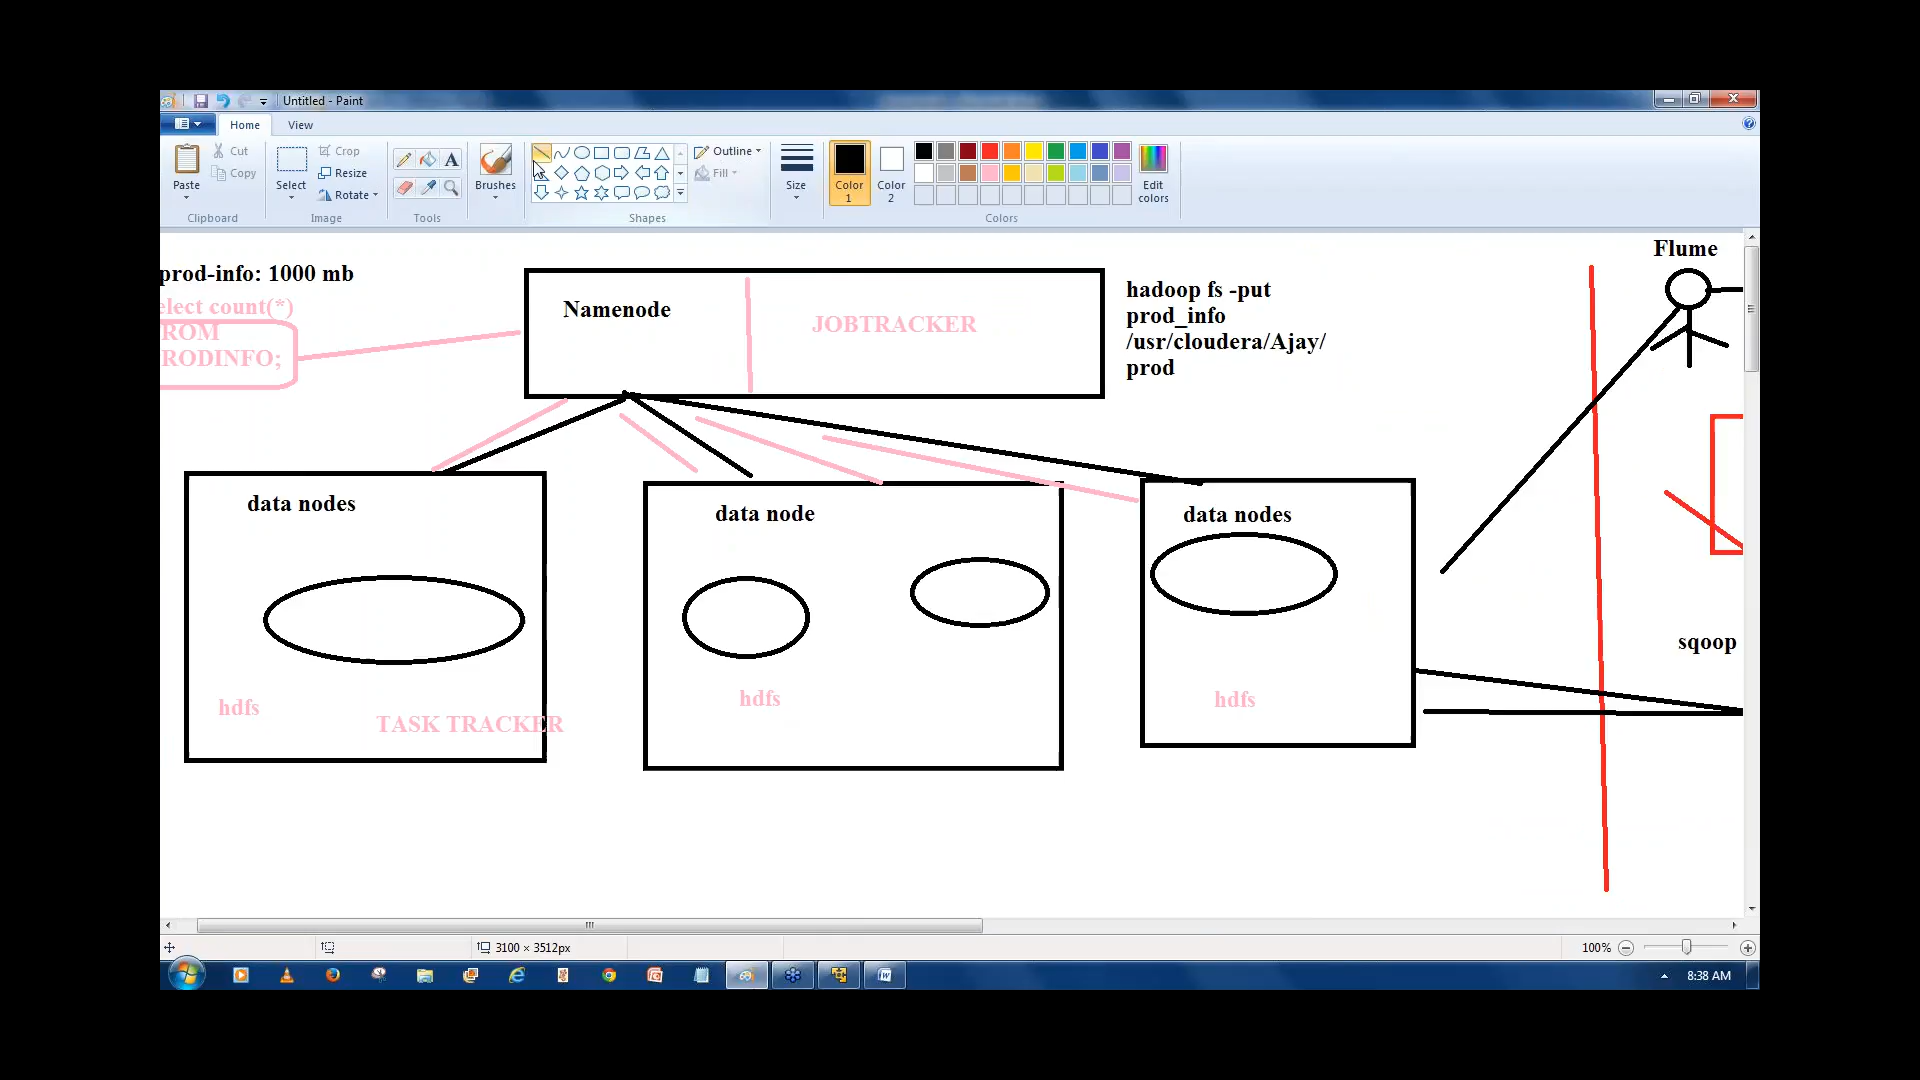 Untitled - Paint
Home
View
Paste
Cut
Copy
Clipboard
Select
Crop
Resize
Rotate
Image
Tools
Brushes
Shapes
Outline
Fill
Size
Color
1
Color
2
Edit
colors
Colors
prod-info: 1000 mb
elect count(*)
ROM
RODINFO;
Namenode
JOBTRACKER
hadoop fs -put
prod_info
/usr/cloudera/Ajay/
prod
Flume
data nodes
data node
data nodes
sqoop
hdfs
TASK TRACKER
hdfs
hdfs
3100 × 3512px
100%
8:38 AM